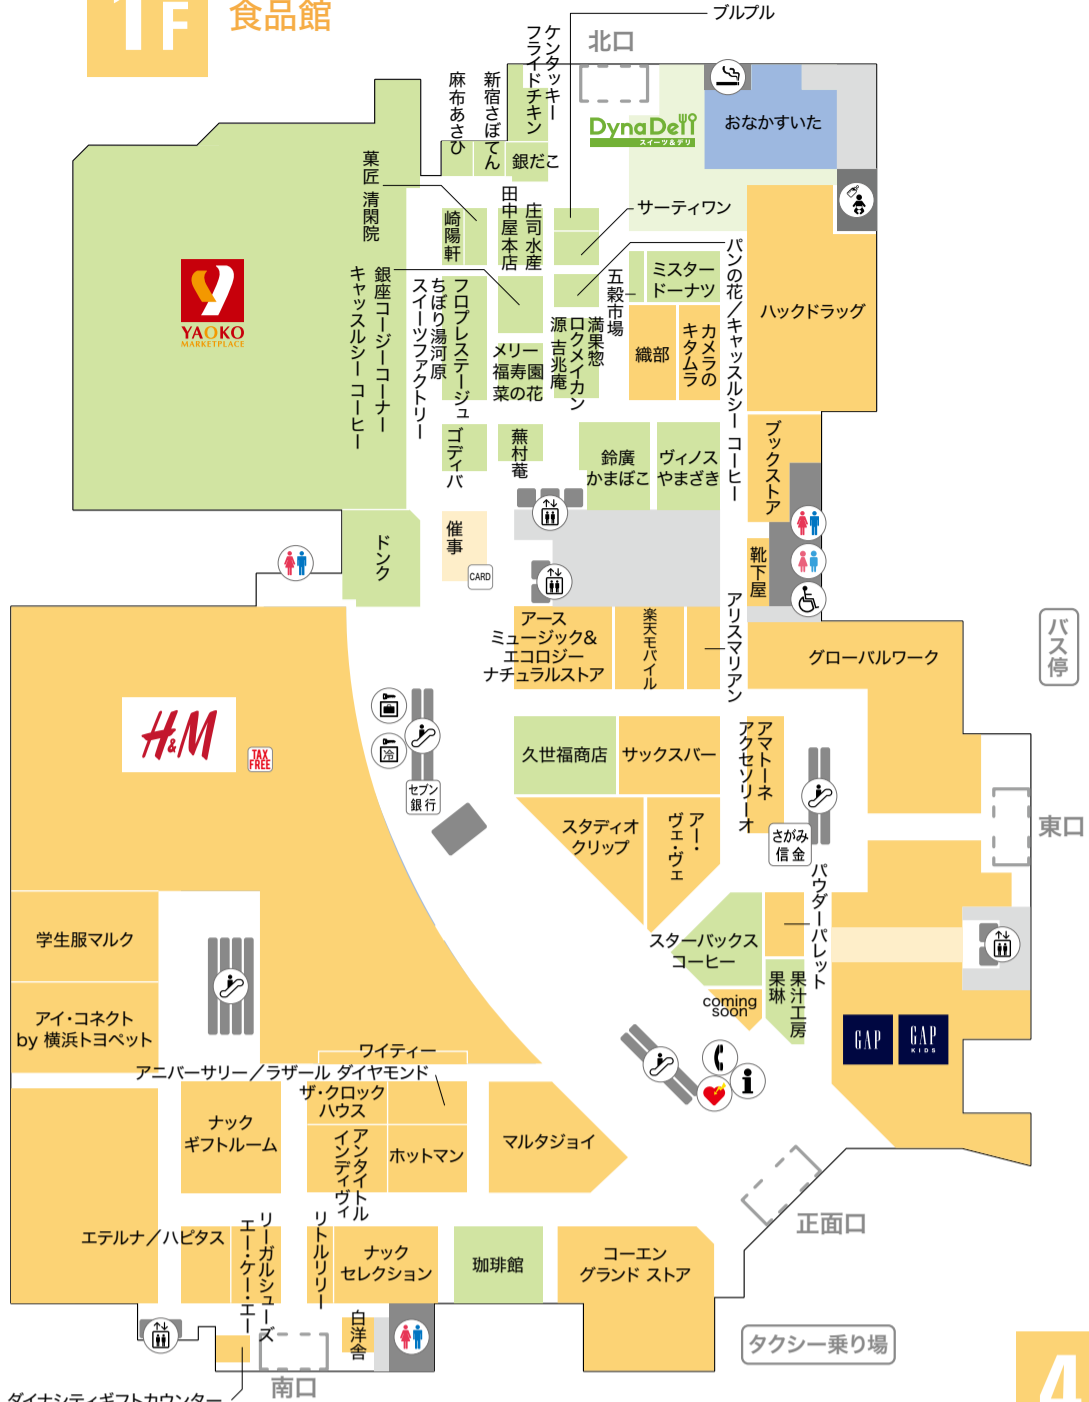 1F
食品館
ブルプル
北口
ケンタッキー
フライドチキン
新宿さぼてん
麻布あさひ
銀だこ
DynaDeli
スイーツ&デリ
おなかすいた
菓匠 清閑院
崎陽軒
田中屋本店
庄司水産
サーティワン
パンの花/キャッスルシー コーヒー
ミスター
ドーナツ
五穀市場
ハックドラッグ
YAOKO
MARKETPLACE
銀座コージーコーナー
キャッスルシー コーヒー
フロプレステージュ
ちぼり湯河原
スイーツファクトリー
メリー
福寿園
菜の花
満果惣
ロクメイカン
源 吉兆庵
織部
カメラの
キタムラ
ゴディバ
蕪村菴
鈴廣
かまぼこ
ヴィノス
やまざき
ブックストア
催事
CARD
ドンク
靴下屋
アース
ミュージック&
エコロジー
ナチュラルストア
楽天モバイル
アリスマリアン
グローバルワーク
バス停
H&M
TAX
FREE
冷
セブン
銀行
久世福商店
サックスバー
アマトーネ
アクセソリーオ
さがみ
信金
東口
スタディオ
クリップ
アー・
ヴェ・ヴェ
パウダーパレット
スターバックス
コーヒー
果汁工房
果琳
coming
soon
GAP
GAP
KIDS
学生服マルク
アイ・コネクト
by 横浜トヨペット
ワイティー
アニバーサリー/ラザール ダイヤモンド
ザ・クロック
ハウス
ナック
ギフトルーム
アンタイトル
インディヴィ
ホットマン
マルタジョイ
正面口
エテルナ/ハピタス
リーガルシューズ
エー・ケー・エー
リトルリリー
ナック
セレクション
珈琲館
コーエン
グランド ストア
白洋舎
タクシー乗り場
南口
ダイナシティギフトカウンター
4